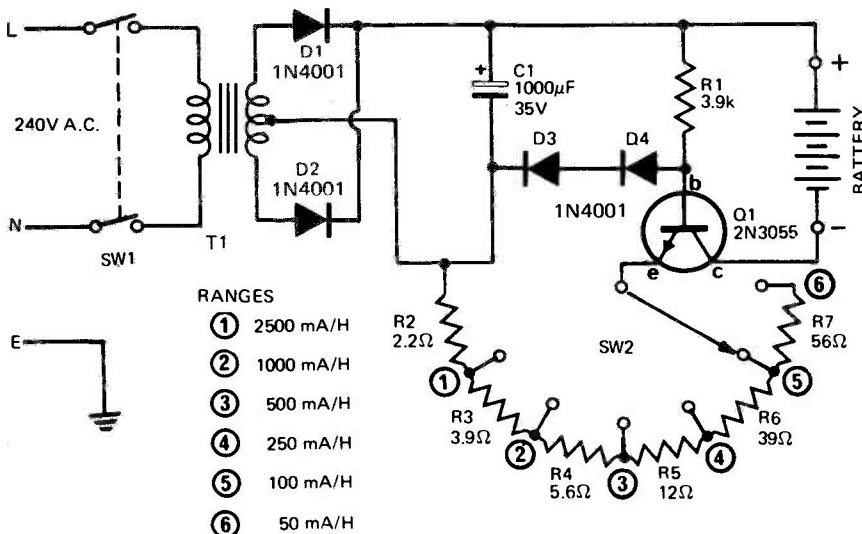 L
240V A.C.
N
SW1
T1
E
D1
1N4001
D2
1N4001
+
C1
1000µF
35V
R1
3.9k
D3
D4
1N4001
b
e
c
Q1
2N3055
+
BATTERY
−
RANGES
① 2500 mA/H
② 1000 mA/H
③ 500 mA/H
④ 250 mA/H
⑤ 100 mA/H
⑥ 50 mA/H
R2
2.2Ω
①
R3
3.9Ω
②
R4
5.6Ω
③
R5
12Ω
④
R6
39Ω
⑤
R7
56Ω
⑥
SW2